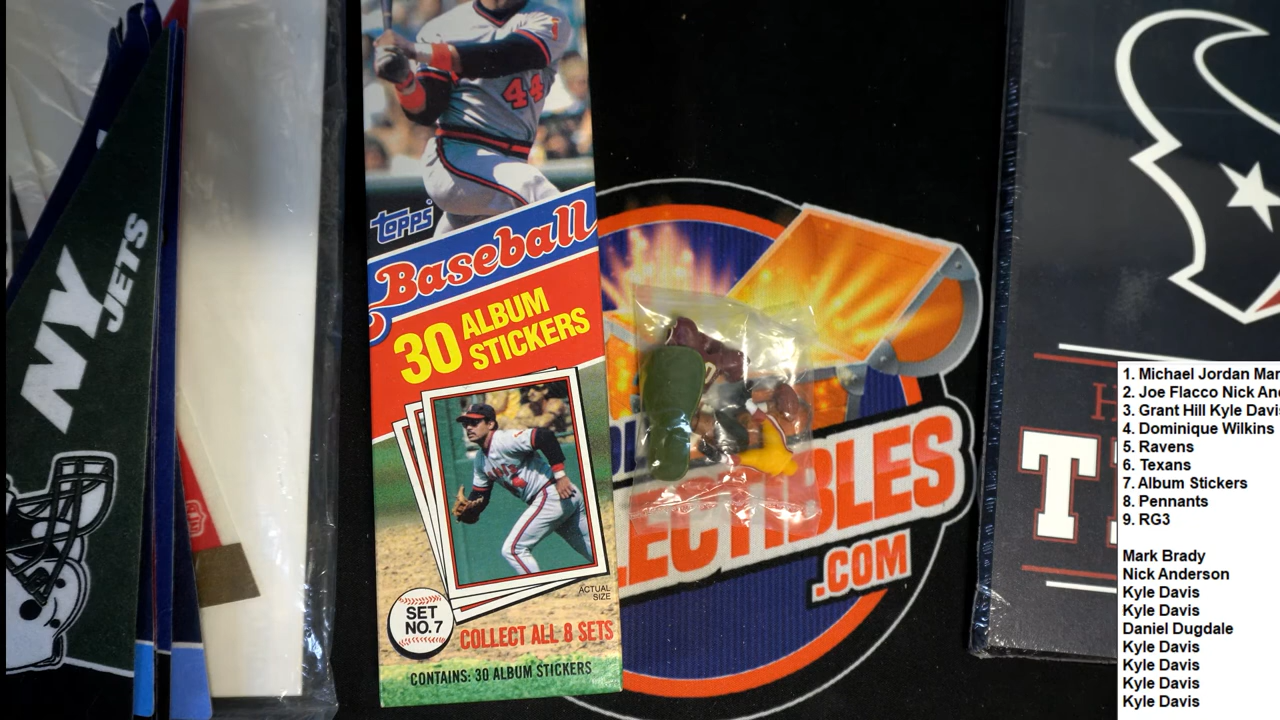 NY
JETS
44
TOPPS
Baseball
30 ALBUM
STICKERS
ACTUAL
SIZE
SET
NO. 7
COLLECT ALL 8 SETS
CONTAINS: 30 ALBUM STICKERS
LECTIBLES
.COM
H
T
1. Michael Jordan Mar
2. Joe Flacco Nick And
3. Grant Hill Kyle Davis
4. Dominique Wilkins
5. Ravens
6. Texans
7. Album Stickers
8. Pennants
9. RG3
Mark Brady
Nick Anderson
Kyle Davis
Kyle Davis
Daniel Dugdale
Kyle Davis
Kyle Davis
Kyle Davis
Kyle Davis